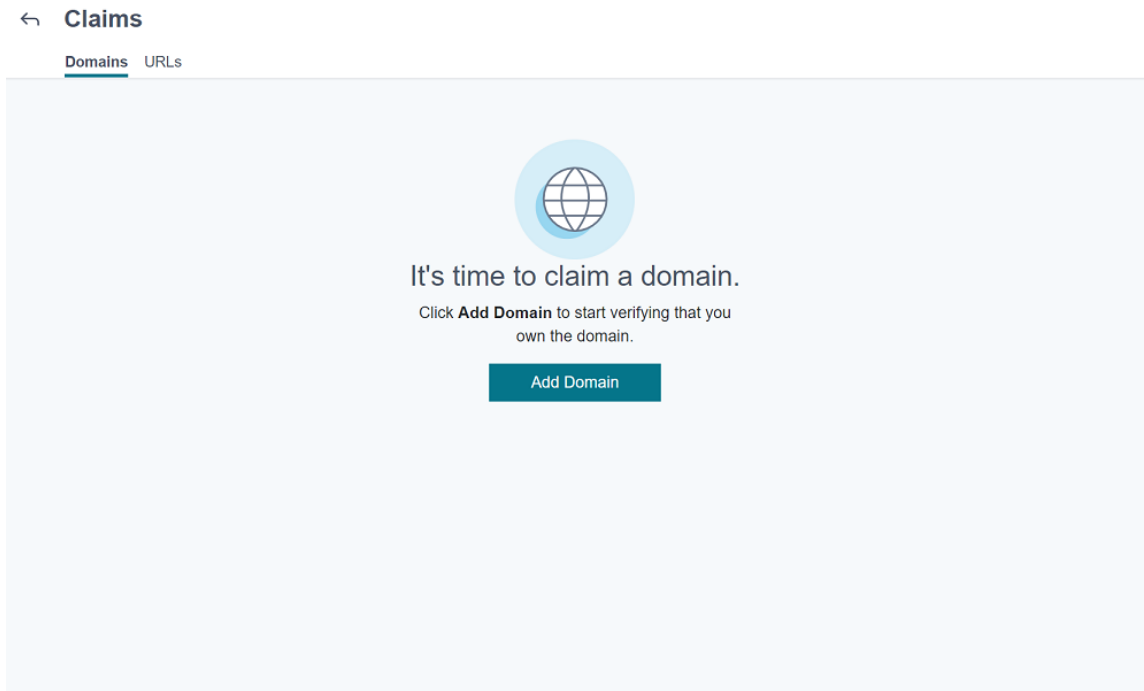 Claims
Domains URLs
It's time to claim a domain.
Click Add Domain to start verifying that you
own the domain.
Add Domain